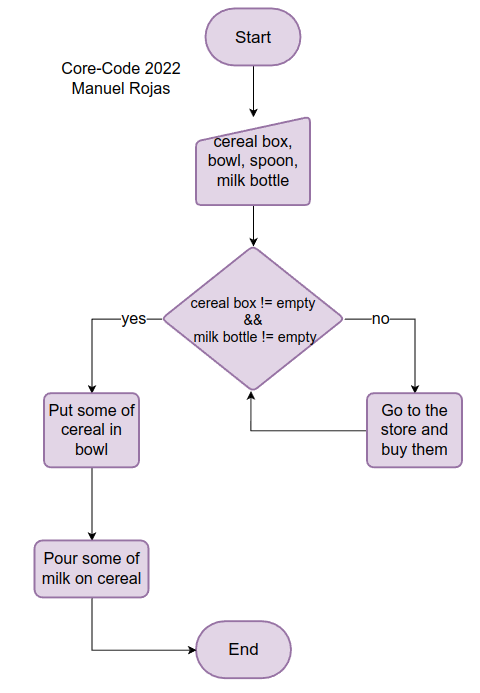 Start
Core-Code 2022
Manuel Rojas
cereal box,
bowl, spoon,
milk bottle
cereal box != empty
&&
milk bottle != empty
yes
no
Put some of
cereal in
bowl
Go to the
store and
buy them
Pour some of
milk on cereal
End